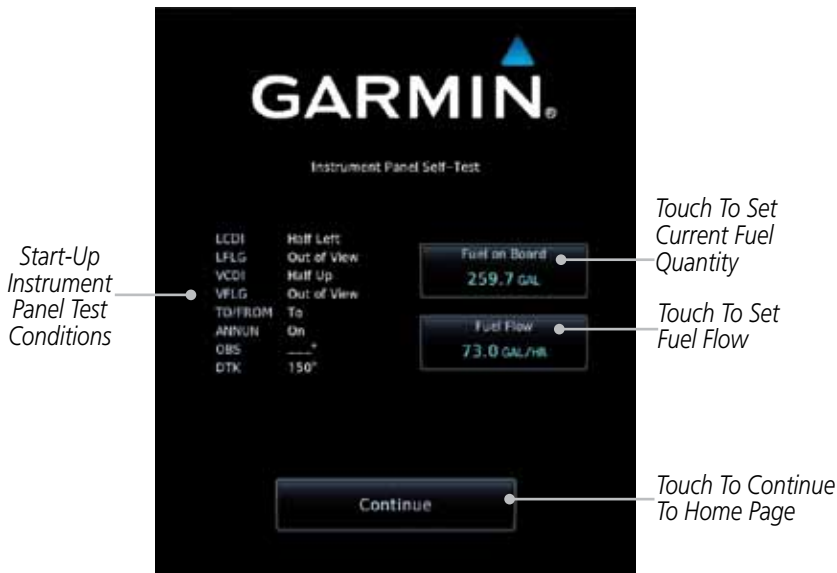 GARMIN®
Instrument Panel Self-Test
Start-Up
Instrument
Panel Test
Conditions
LCDI Half Left
LFLG Out of View
VCDI Half Up
VFLG Out of View
TO/FROM To
ANNUN On
OBS ___°
DTK 150°
Fuel on Board
259.7 GAL
Fuel Flow
73.0 GAL/HR
Touch To Set
Current Fuel
Quantity
Touch To Set
Fuel Flow
Continue
Touch To Continue
To Home Page